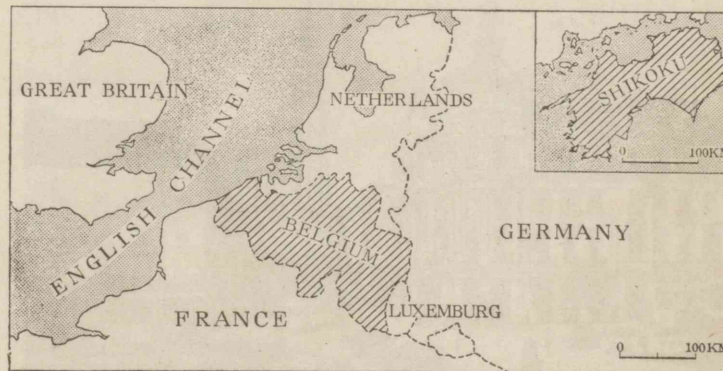 GREAT BRITAIN
NETHERLANDS
SHIKOKU
0 100KM
ENGLISH CHANNEL
BELGIUM
GERMANY
FRANCE
LUXEMBURG
0 100KM